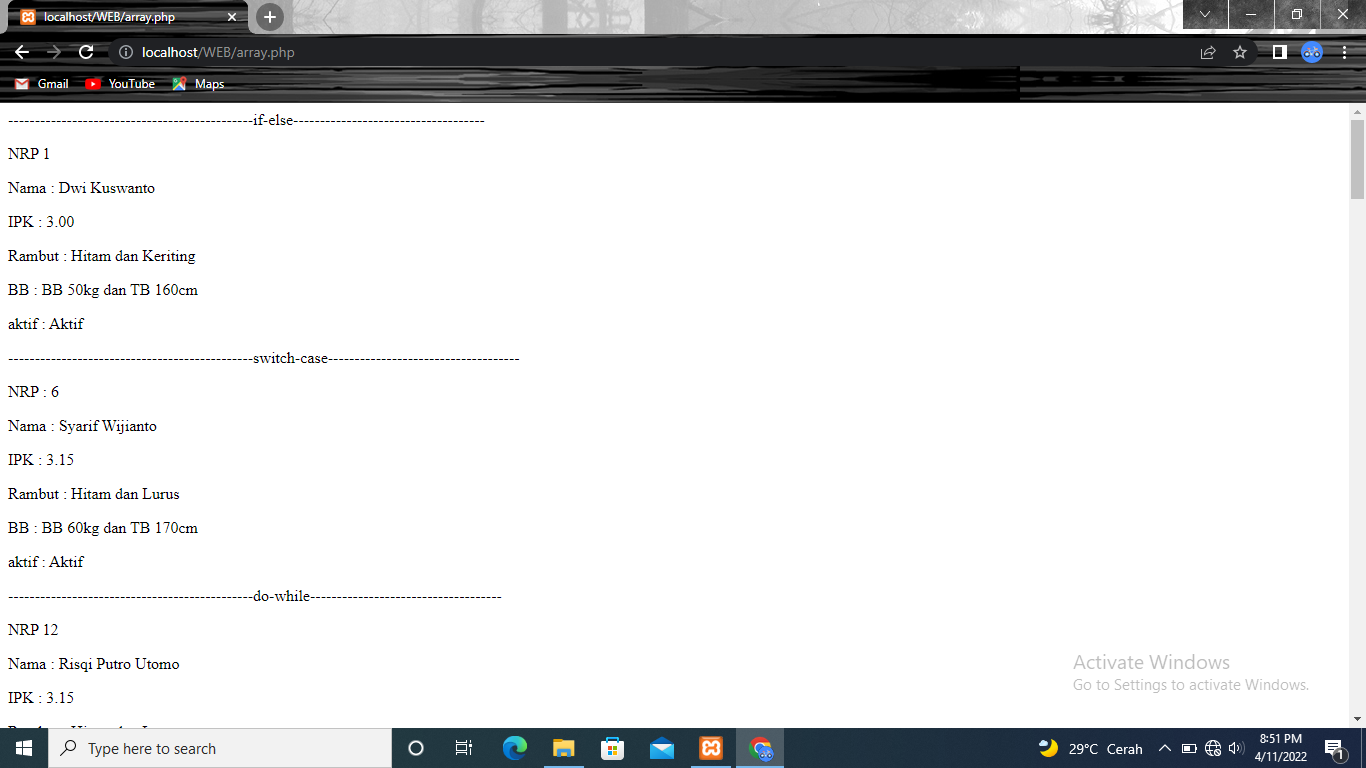 localhost/WEB/array.php
localhost/WEB/array.php
Gmail YouTube Maps
----------------------------------------------if-else------------------------------------
NRP 1
Nama : Dwi Kuswanto
IPK : 3.00
Rambut : Hitam dan Keriting
BB : BB 50kg dan TB 160cm
aktif : Aktif
----------------------------------------------switch-case------------------------------------
NRP : 6
Nama : Syarif Wijianto
IPK : 3.15
Rambut : Hitam dan Lurus
BB : BB 60kg dan TB 170cm
aktif : Aktif
----------------------------------------------do-while------------------------------------
NRP 12
Nama : Risqi Putro Utomo
IPK : 3.15
Activate Windows
Go to Settings to activate Windows.
Type here to search
29°C Cerah
8:51 PM
4/11/2022
1